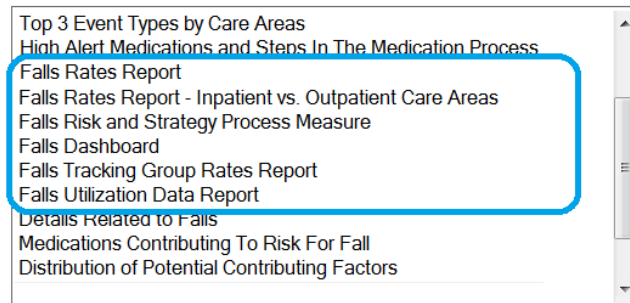 Top 3 Event Types by Care Areas
High Alert Medications and Steps In The Medication Process
Falls Rates Report
Falls Rates Report - Inpatient vs. Outpatient Care Areas
Falls Risk and Strategy Process Measure
Falls Dashboard
Falls Tracking Group Rates Report
Falls Utilization Data Report
Details Related to Falls
Medications Contributing To Risk For Fall
Distribution of Potential Contributing Factors